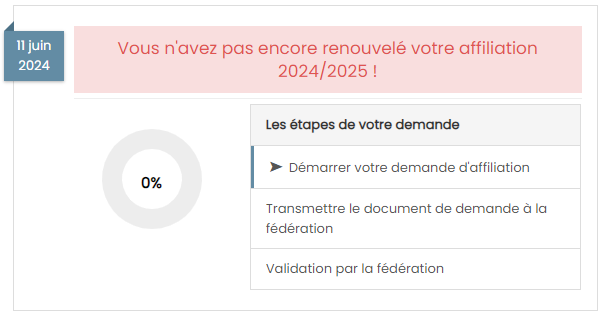 11 juin
2024
Vous n'avez pas encore renouvelé votre affiliation
2024/2025 !
0%
Les étapes de votre demande
➤ Démarrer votre demande d'affiliation
Transmettre le document de demande à la
fédération
Validation par la fédération